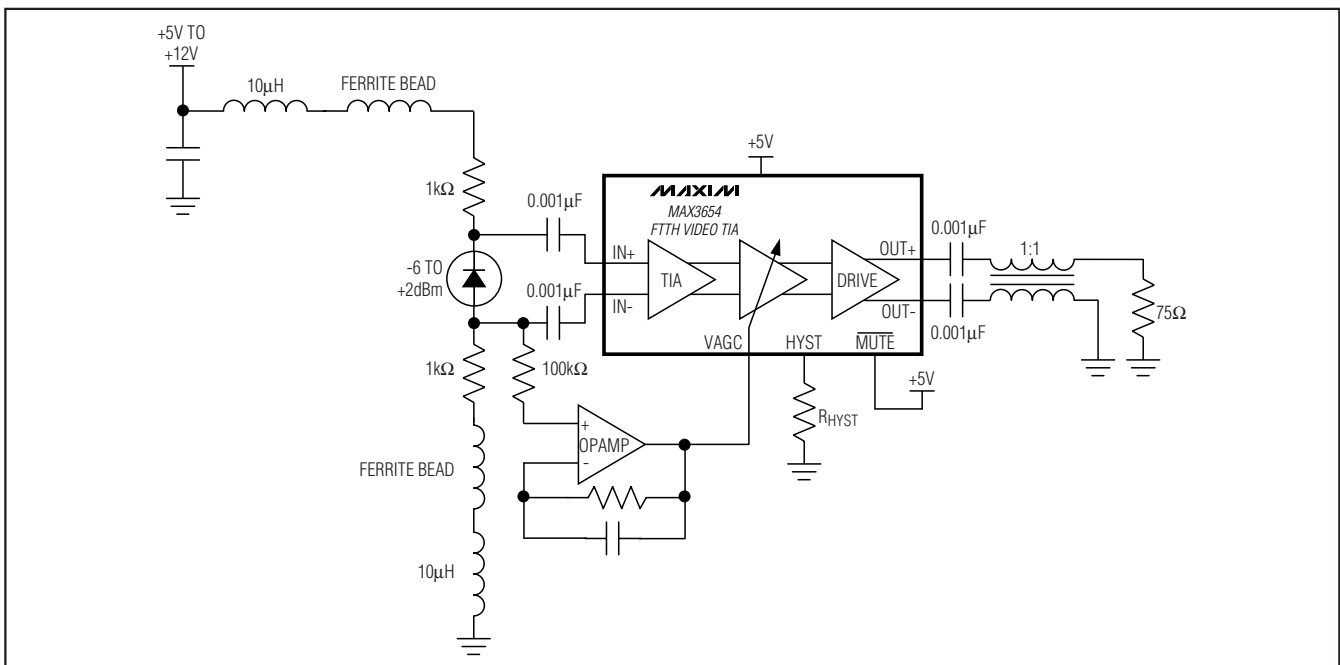 +5V TO
+12V
10μH
FERRITE BEAD
1kΩ
0.001μF
-6 TO
+2dBm
0.001μF
1kΩ
100kΩ
FERRITE BEAD
10μH
+
OPAMP
-
+5V
MAXIM
MAX3654
FTTH VIDEO TIA
IN+
IN-
TIA
DRIVE
OUT+
OUT-
VAGC
HYST
MUTE
RHYST
+5V
0.001μF
0.001μF
1:1
75Ω